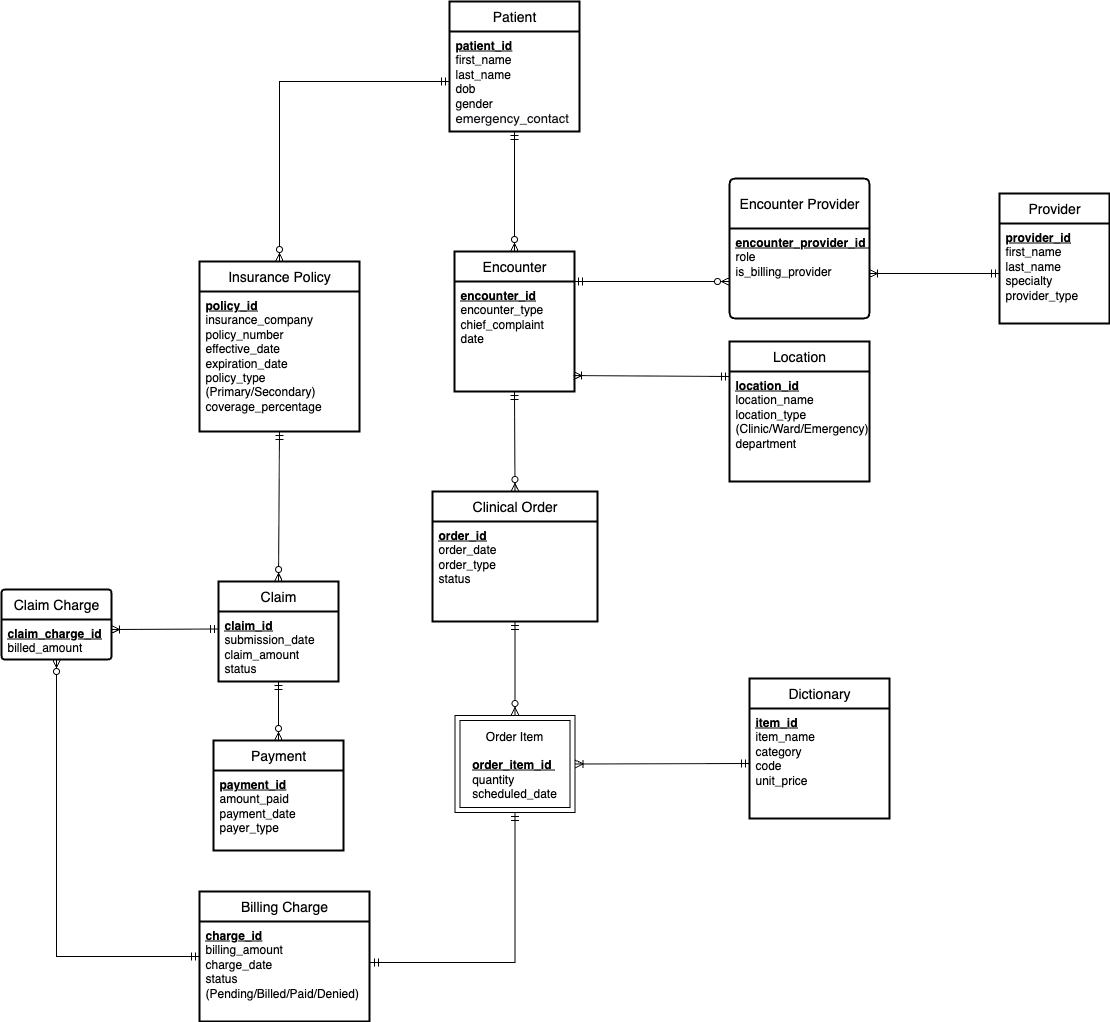 Patient
patient_id
first_name
last_name
dob
gender
emergency_contact
Encounter Provider
encounter_provider_id
role
is_billing_provider
Provider
provider_id
first_name
last_name
specialty
provider_type
Insurance Policy
policy_id
insurance_company
policy_number
effective_date
expiration_date
policy_type
(Primary/Secondary)
coverage_percentage
Encounter
encounter_id
encounter_type
chief_complaint
date
Location
location_id
location_name
location_type
(Clinic/Ward/Emergency)
department
Clinical Order
order_id
order_date
order_type
status
Claim Charge
claim_charge_id
billed_amount
Claim
claim_id
submission_date
claim_amount
status
Order Item
order_item_id
quantity
scheduled_date
Dictionary
item_id
item_name
category
code
unit_price
Payment
payment_id
amount_paid
payment_date
payer_type
Billing Charge
charge_id
billing_amount
charge_date
status
(Pending/Billed/Paid/Denied)